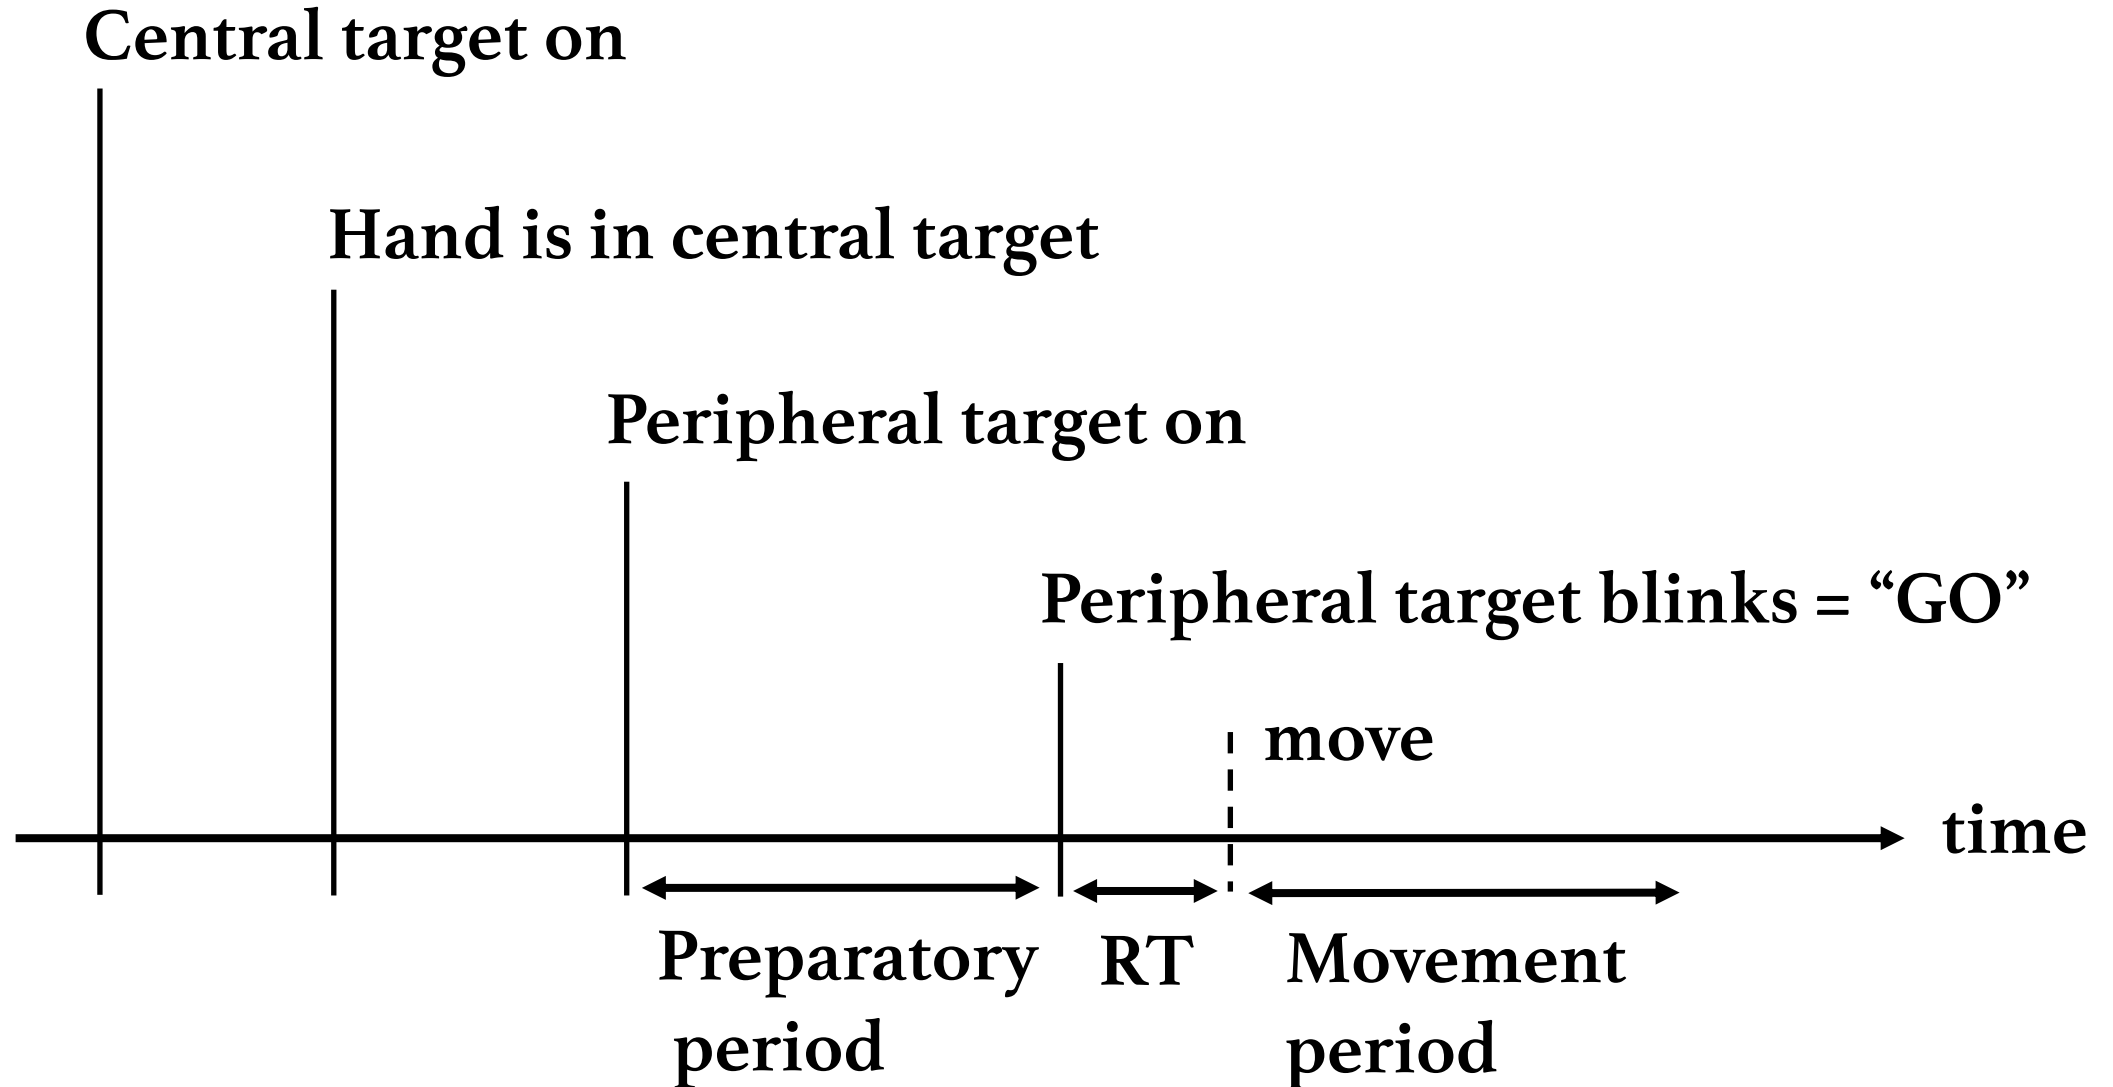 Central target on
Hand is in central target
Peripheral target on
Peripheral target blinks = “GO”
move
time
Preparatory
period
RT
Movement
period